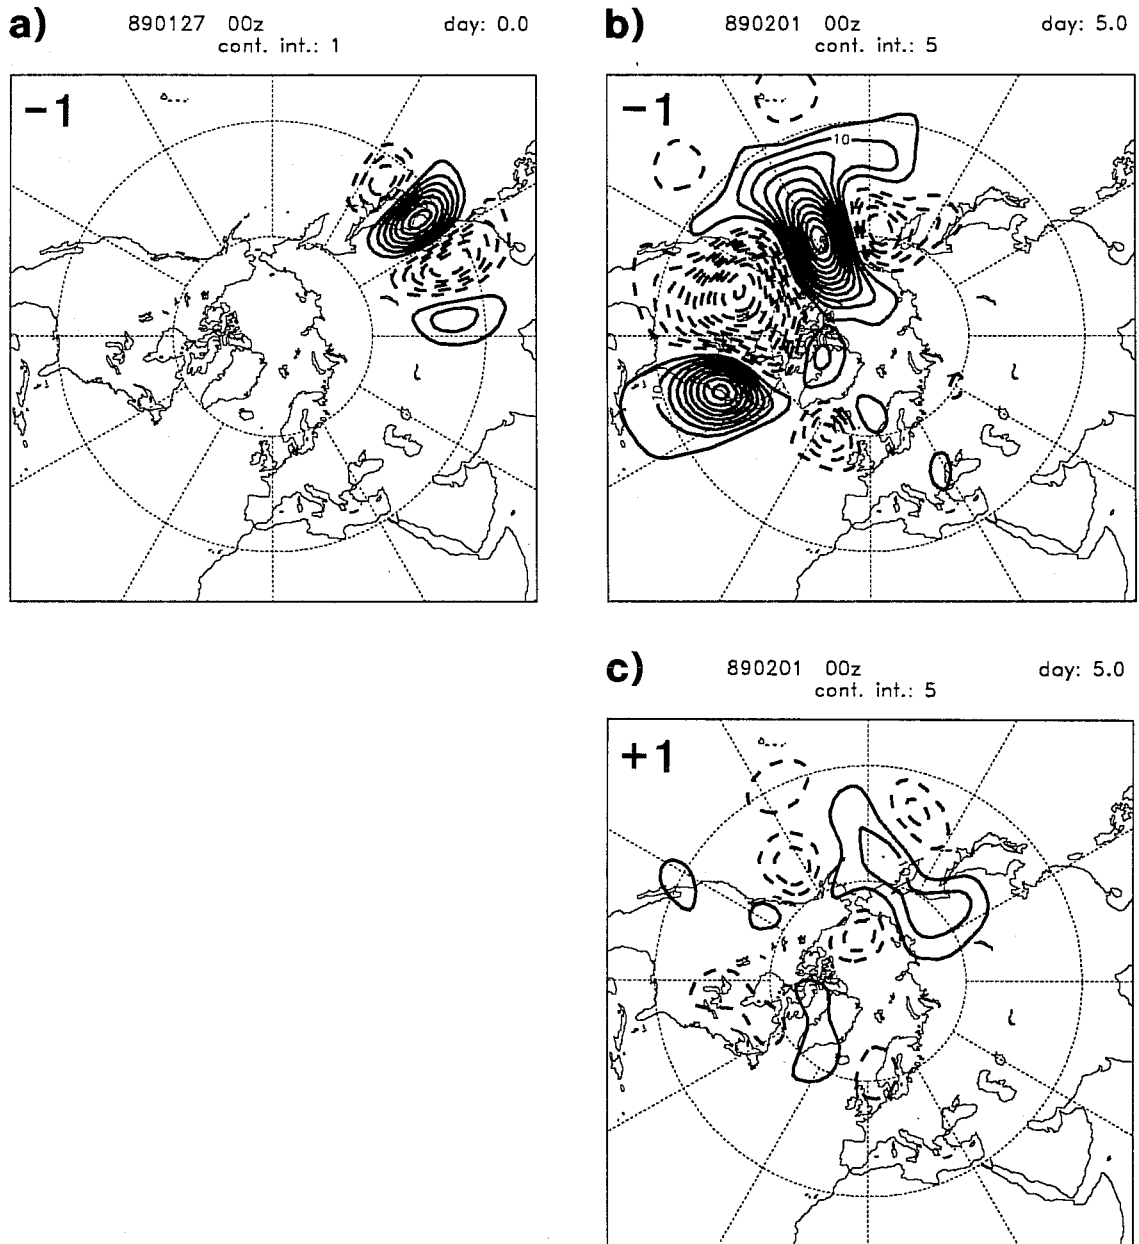 a) 890127 00z day: 0.0
cont. int.: 1
-1
b) 890201 00z day: 5.0
cont. int.: 5
-1
10
10
c) 890201 00z day: 5.0
cont. int.: 5
+1